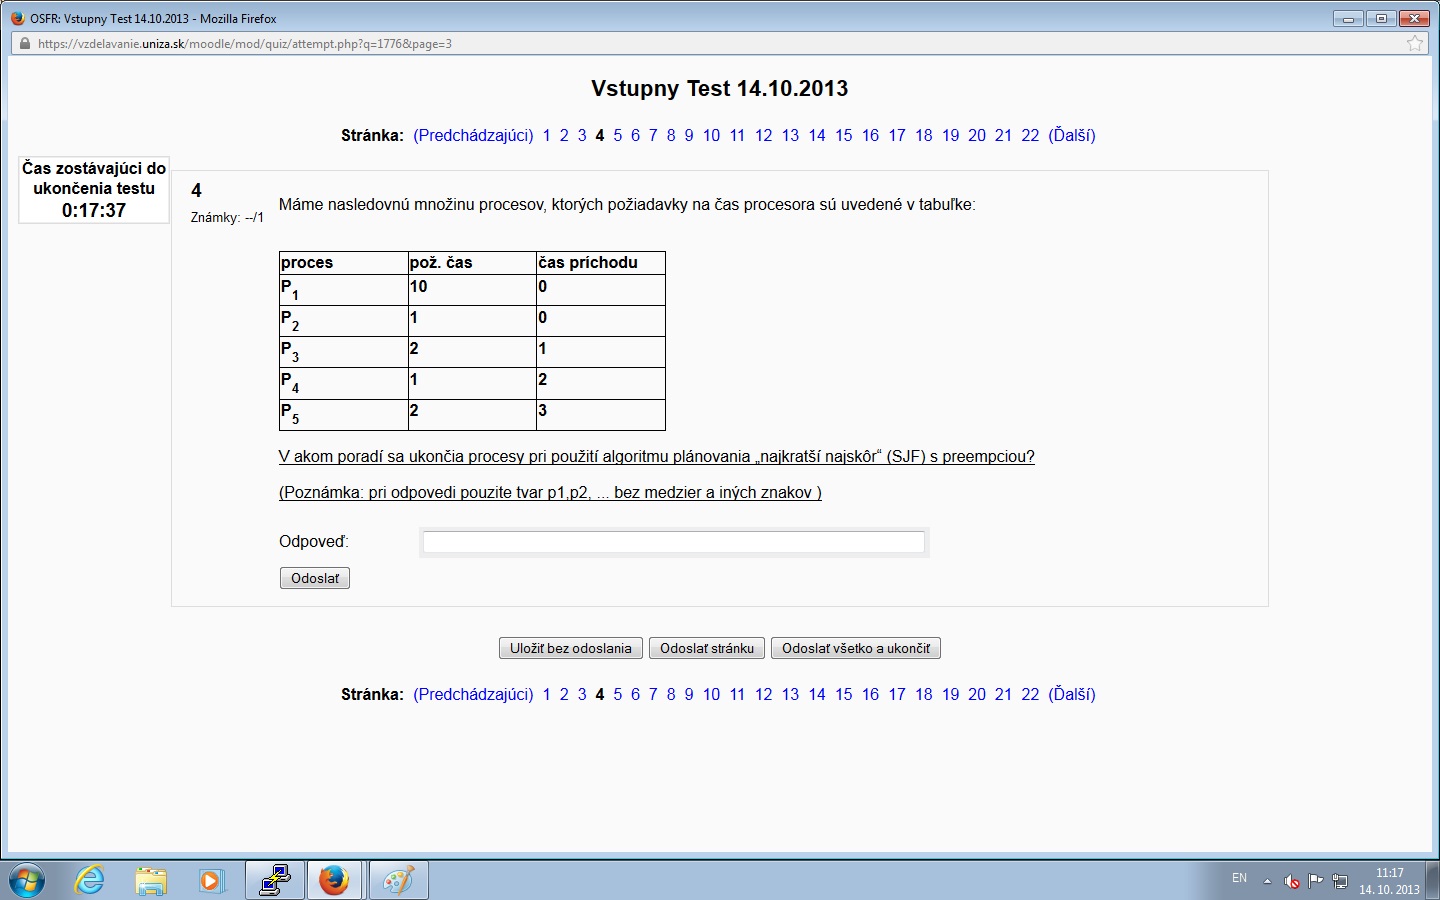 OSFR: Vstupny Test 14.10.2013 - Mozilla Firefox
https://vzdelavanie.uniza.sk/moodle/mod/quiz/attempt.php?q=1776&page=3
Vstupny Test 14.10.2013
Stránka: (Predchádzajúci) 1 2 3 4 5 6 7 8 9 10 11 12 13 14 15 16 17 18 19 20 21 22 (Ďalší)
Čas zostávajúci do
ukončenia testu
0:17:37
4
Známky: --/1
Máme nasledovnú množinu procesov, ktorých požiadavky na čas procesora sú uvedené v tabuľke:
proces pož. čas čas príchodu
P1 10 0
P2 1 0
P3 2 1
P4 1 2
P5 2 3
V akom poradí sa ukončia procesy pri použití algoritmu plánovania „najkratší najskôr“ (SJF) s preempciou?
(Poznámka: pri odpovedi pouzite tvar p1,p2, ... bez medzier a iných znakov )
Odpoveď:
Odoslať
Uložiť bez odoslania Odoslať stránku Odoslať všetko a ukončiť
Stránka: (Predchádzajúci) 1 2 3 4 5 6 7 8 9 10 11 12 13 14 15 16 17 18 19 20 21 22 (Ďalší)
EN
11:17
14. 10. 2013